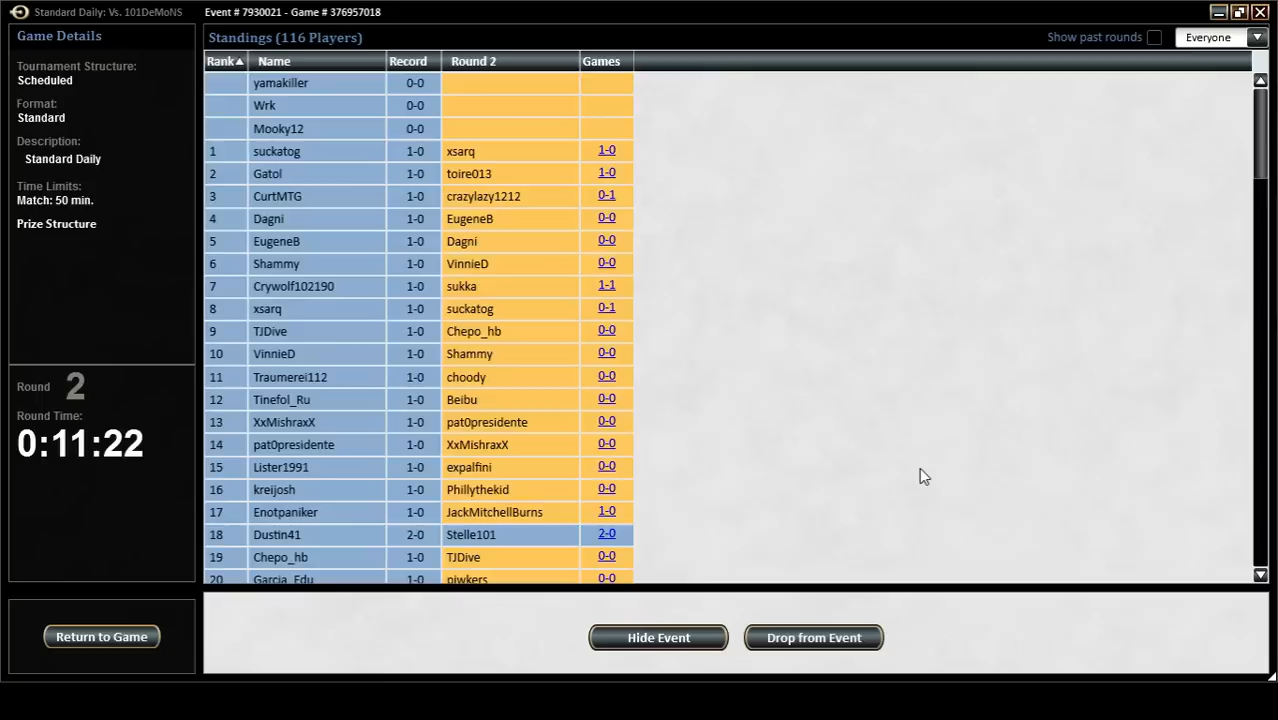 Standard Daily: Vs. 101DeMoNS
Event # 7930021 - Game # 376957018
Game Details
Tournament Structure:
Scheduled
Format:
Standard
Description:
Standard Daily
Time Limits:
Match: 50 min.
Prize Structure
Round 2
Round Time:
0:11:22
Return to Game
Standings (116 Players)
Show past rounds
Everyone
Rank Name Record Round 2 Games
yamakiller 0-0
Wrk 0-0
Mooky12 0-0
1 suckatog 1-0 xsarq 1-0
2 Gatol 1-0 toire013 1-0
3 CurtMTG 1-0 crazylazy1212 0-1
4 Dagni 1-0 EugeneB 0-0
5 EugeneB 1-0 Dagni 0-0
6 Shammy 1-0 VinnieD 0-0
7 Crywolf102190 1-0 sukka 1-1
8 xsarq 1-0 suckatog 0-1
9 TJDive 1-0 Chepo_hb 0-0
10 VinnieD 1-0 Shammy 0-0
11 Traumerei112 1-0 choody 0-0
12 Tinefol_Ru 1-0 Beibu 0-0
13 XxMishraxX 1-0 pat0presidente 0-0
14 pat0presidente 1-0 XxMishraxX 0-0
15 Lister1991 1-0 expalfini 0-0
16 kreijosh 1-0 Phillythekid 0-0
17 Enotpaniker 1-0 JackMitchellBurns 1-0
18 Dustin41 2-0 Stelle101 2-0
19 Chepo_hb 1-0 TJDive 0-0
20 Garcia_Edu 1-0 piwkers 0-0
Hide Event
Drop from Event